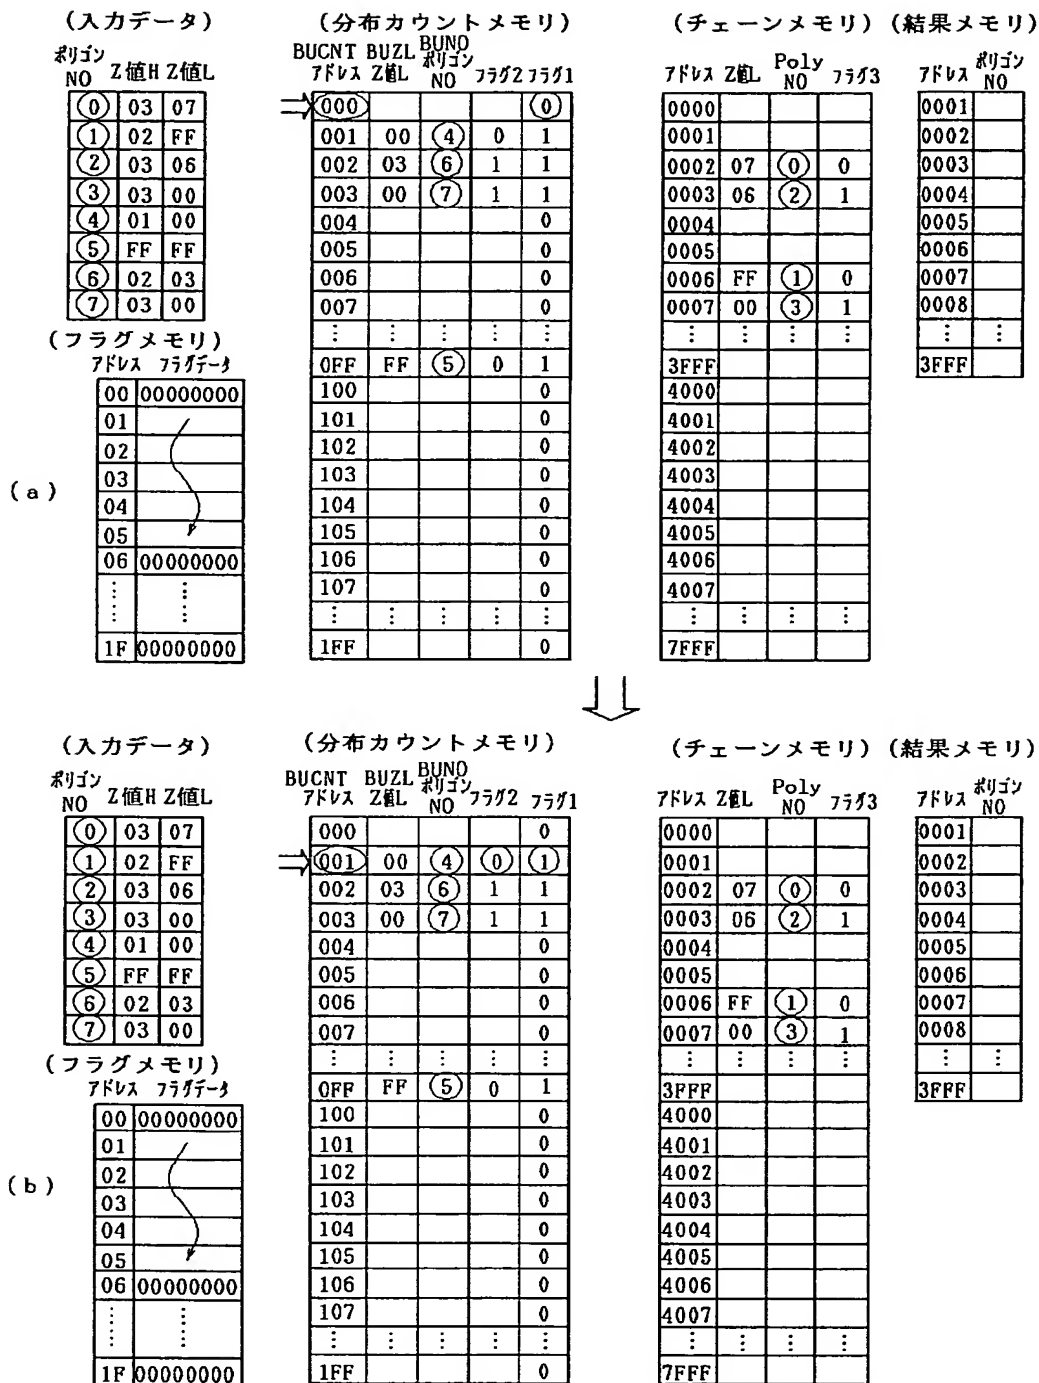 (入力データ) (分布カウントメモリ) (チェーンメモリ) (結果メモリ)
BUCNT BUZL BUNO
ポリゴン NO Z値H Z値L アドレス Z値L ポリゴン NO フラグ2 フラグ1 アドレス Z値L Poly NO フラグ3 アドレス ポリゴン NO
⓪ 03 07 ⇒ 000 ⓪ 0000 0001
① 02 FF 001 00 ④ 0 1 0001 0002
② 03 06 002 03 ⑥ 1 1 0002 07 ⓪ 0 0003
③ 03 00 003 00 ⑦ 1 1 0003 06 ② 1 0004
④ 01 00 004 0 0004 0005
⑤ FF FF 005 0 0005 0006
⑥ 02 03 006 0 0006 FF ① 0 0007
⑦ 03 00 007 0 0007 00 ③ 1 0008
(フラグメモリ) ⋮ ⋮ ⋮ ⋮ ⋮ ⋮ ⋮ ⋮ ⋮ ⋮ ⋮
アドレス フラグデータ 0FF FF ⑤ 0 1 3FFF 3FFF
00 00000000 100 0 4000
01 101 0 4001
02 102 0 4002
03 103 0 4003
(a)
04 104 0 4004
05 105 0 4005
06 00000000 106 0 4006
107 0 4007
⋮ ⋮ ⋮ ⋮ ⋮ ⋮ ⋮ ⋮ ⋮ ⋮ ⋮
1F 00000000 1FF 0 7FFF
(入力データ) (分布カウントメモリ) (チェーンメモリ) (結果メモリ)
BUCNT BUZL BUNO
ポリゴン NO Z値H Z値L アドレス Z値L ポリゴン NO フラグ2 フラグ1 アドレス Z値L Poly NO フラグ3 アドレス ポリゴン NO
⓪ 03 07 000 0 0000 0001
① 02 FF ⇒ 001 00 ④ ⓪ ① 0001 0002
② 03 06 002 03 ⑥ 1 1 0002 07 ⓪ 0 0003
③ 03 00 003 00 ⑦ 1 1 0003 06 ② 1 0004
④ 01 00 004 0 0004 0005
⑤ FF FF 005 0 0005 0006
⑥ 02 03 006 0 0006 FF ① 0 0007
⑦ 03 00 007 0 0007 00 ③ 1 0008
(フラグメモリ) ⋮ ⋮ ⋮ ⋮ ⋮ ⋮ ⋮ ⋮ ⋮ ⋮ ⋮
アドレス フラグデータ 0FF FF ⑤ 0 1 3FFF 3FFF
00 00000000 100 0 4000
01 101 0 4001
02 102 0 4002
(b)
03 103 0 4003
04 104 0 4004
05 105 0 4005
06 00000000 106 0 4006
107 0 4007
⋮ ⋮ ⋮ ⋮ ⋮ ⋮ ⋮ ⋮ ⋮ ⋮ ⋮
1F 00000000 1FF 0 7FFF